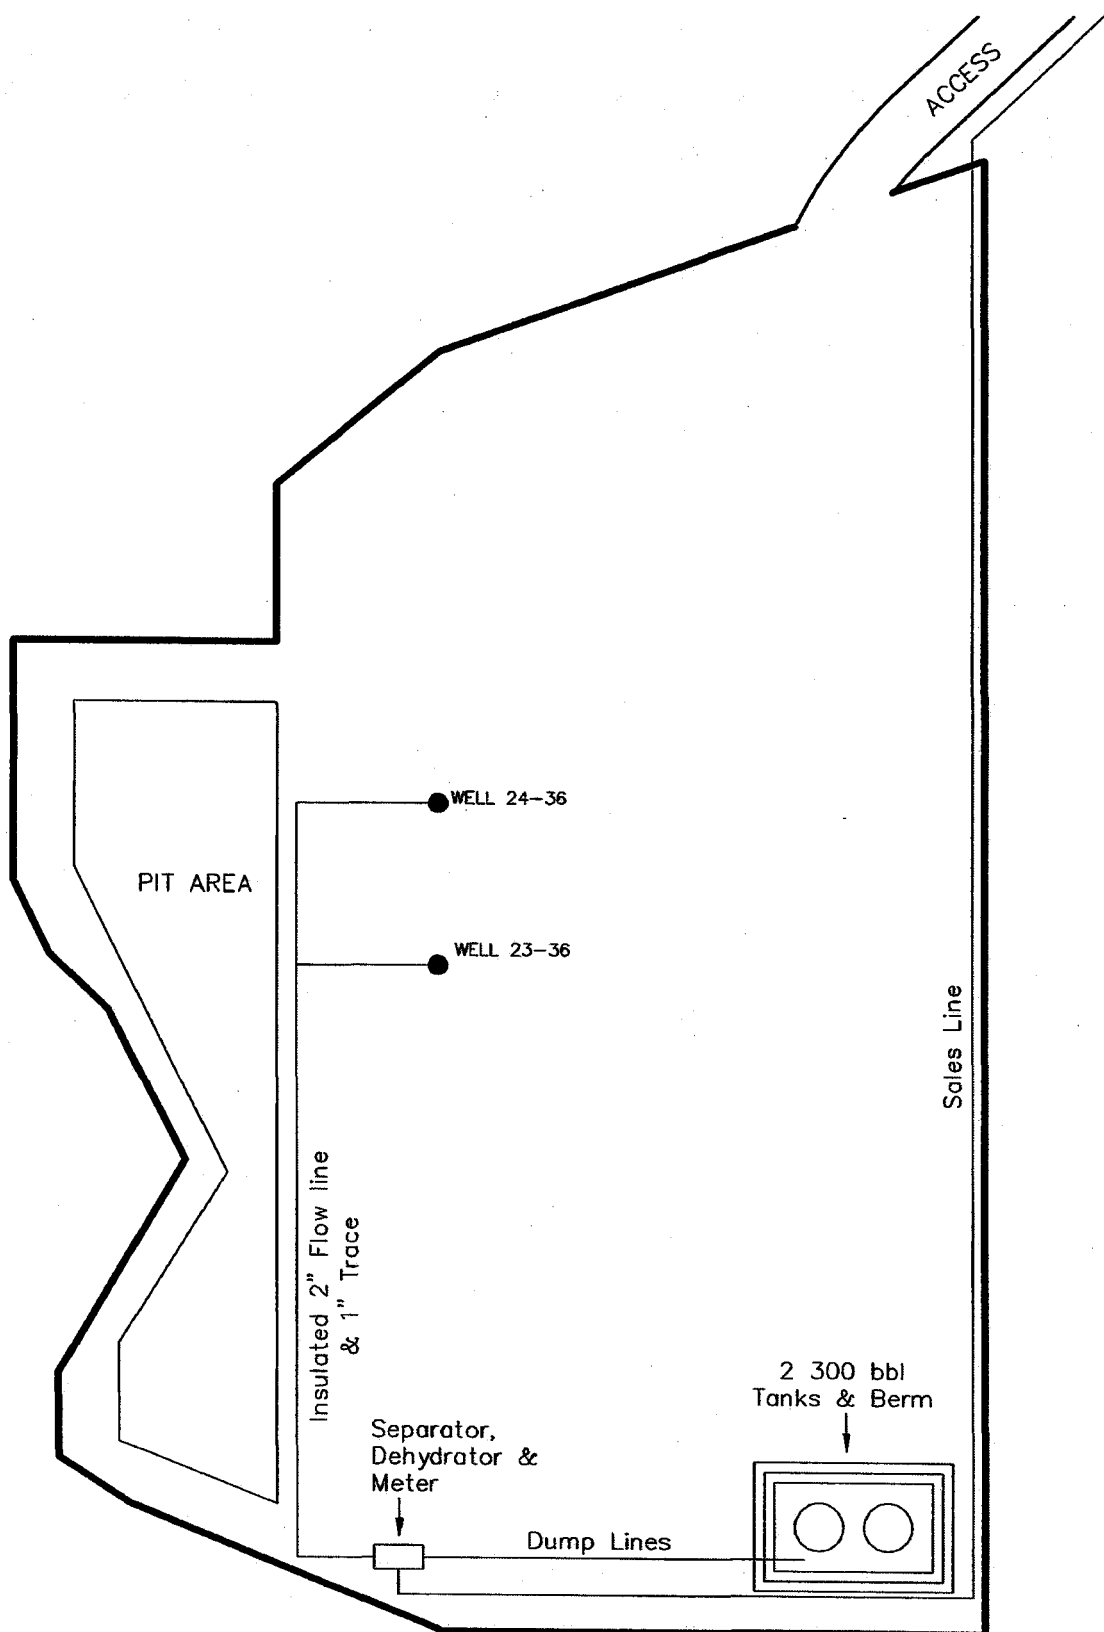 ACCESS
WELL 24-36
PIT AREA
WELL 23-36
Sales Line
Insulated 2" Flow line
& 1" Trace
2 300 bbl
Tanks & Berm
Separator,
Dehydrator &
Meter
Dump Lines